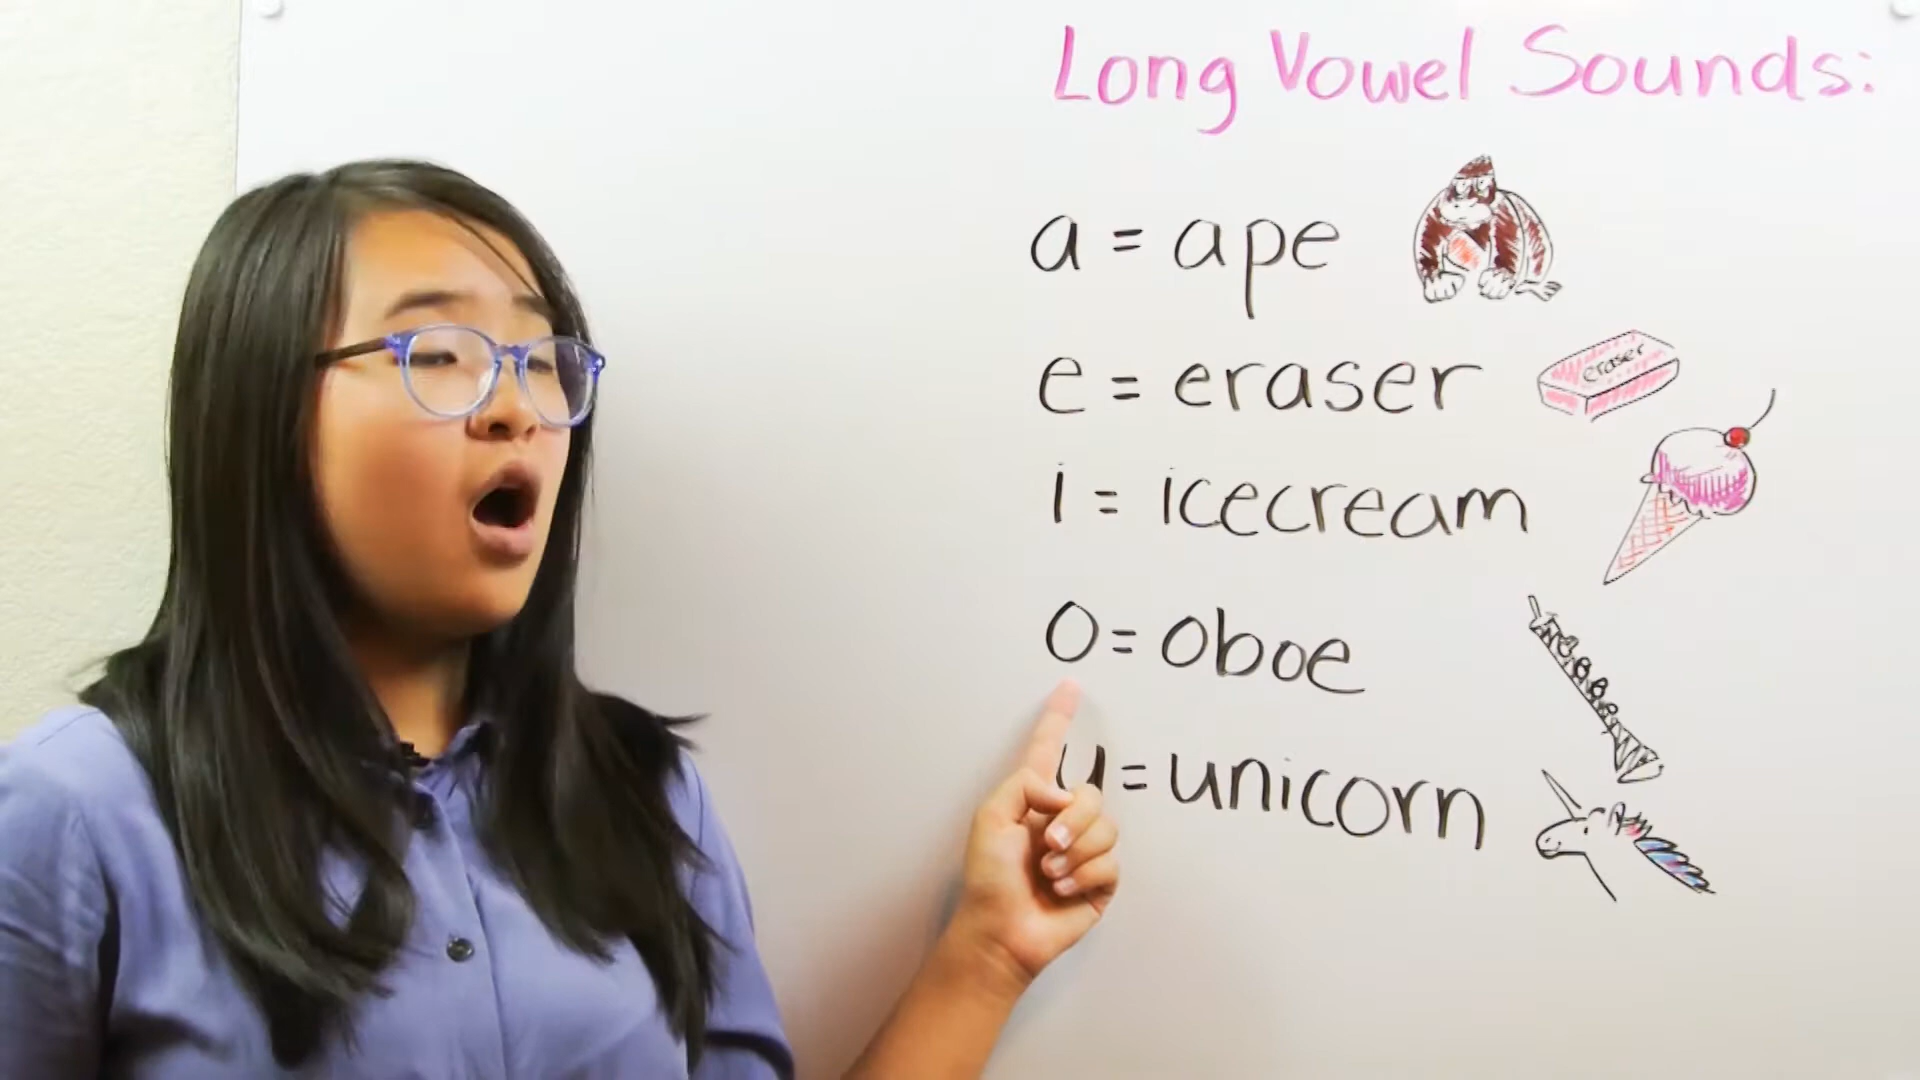 Long Vowel Sounds:
a = ape
e = eraser
eraser
i = icecream
o = oboe
u = unicorn